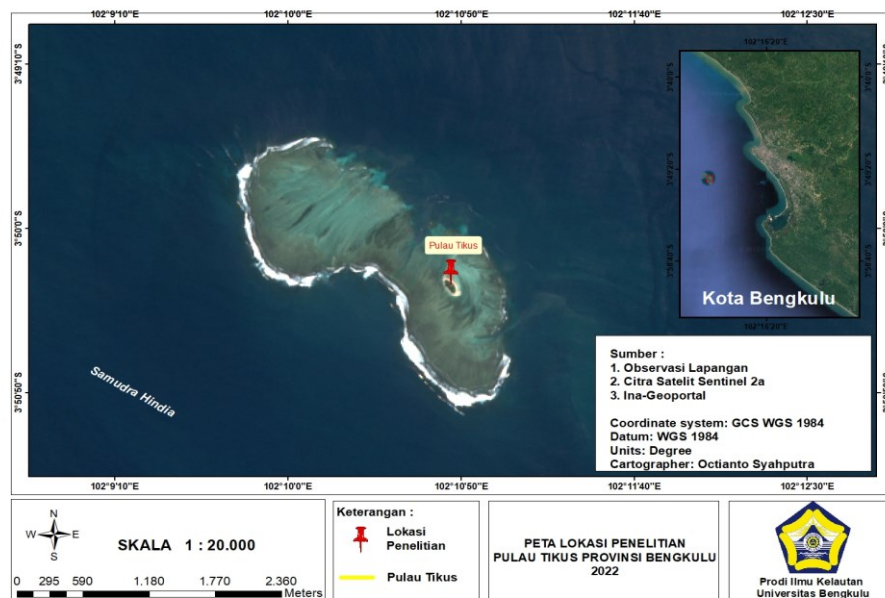 102°9'10"E 102°10'0"E 102°10'50"E 102°11'40"E 102°12'30"E
3°49'10"S
3°50'0"S
3°50'50"S
Pulau Tikus
Samudra Hindia
102°16'20"E
Kota Bengkulu
102°16'20"E
Sumber :
1. Observasi Lapangan
2. Citra Satelit Sentinel 2a
3. Ina-Geoportal
Coordinate system: GCS WGS 1984
Datum: WGS 1984
Units: Degree
Cartographer: Octianto Syahputra
102°9'10"E 102°10'0"E 102°10'50"E 102°11'40"E 102°12'30"E
N
W E
S
SKALA 1 : 20.000
0 295 590 1.180 1.770 2.360
Meters
Keterangan :
Lokasi
Penelitian
Pulau Tikus
PETA LOKASI PENELITIAN
PULAU TIKUS PROVINSI BENGKULU
2022
Prodi Ilmu Kelautan
Universitas Bengkulu